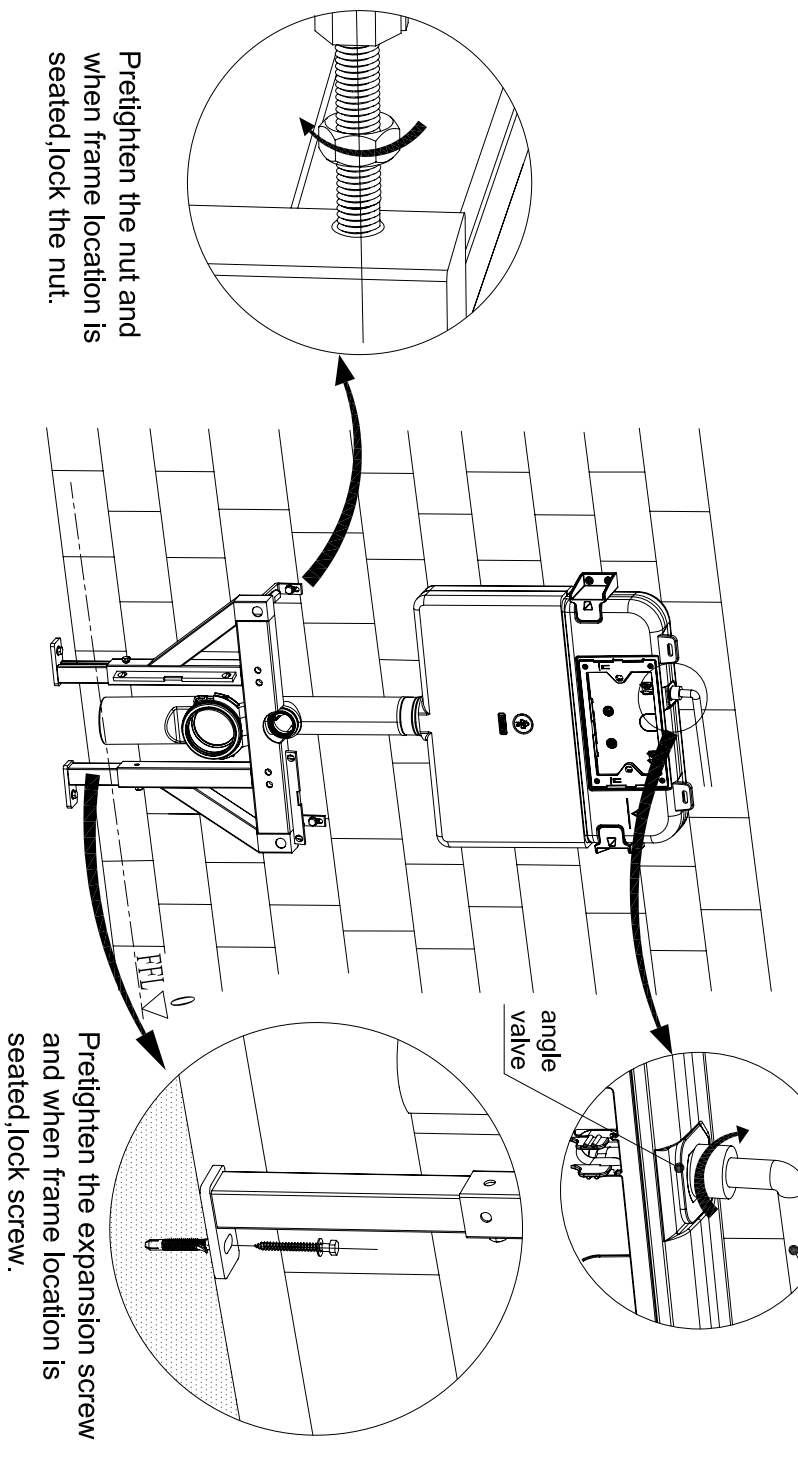 Pretighten the nut and
when frame location is
seated,lock the nut.
angle
valve
0
FFL
Pretighten the expansion screw
and when frame location is
seated,lock screw.